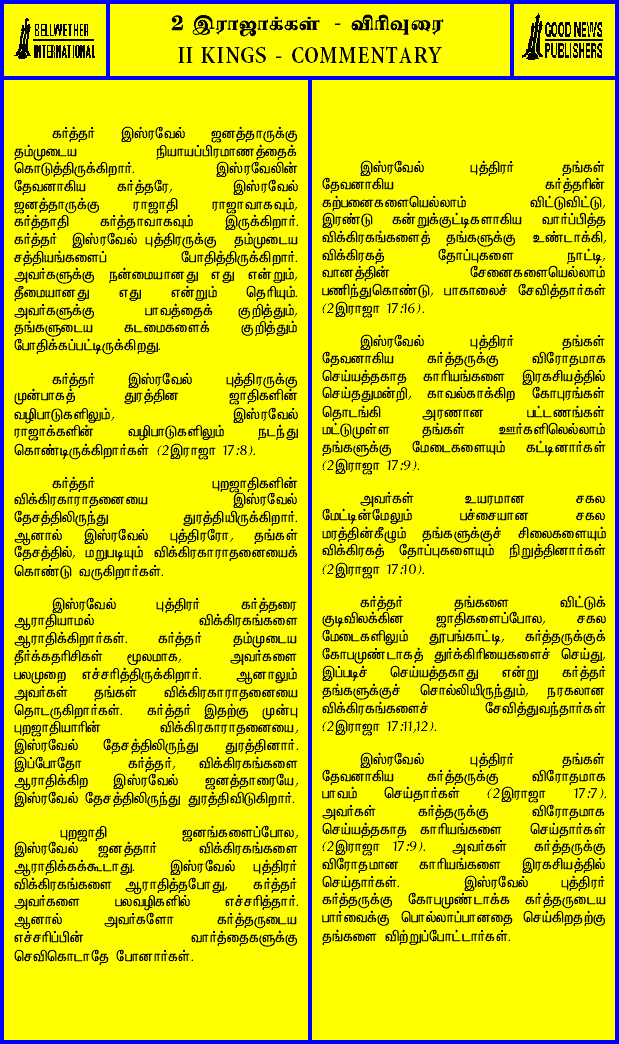 BELLWETHER
INTERNATIONAL
2 இராஜாக்கள் - விரிவுரை
II KINGS - COMMENTARY
GOOD NEWS
PUBLISHERS
கர்த்தர் இஸ்ரவேல் ஜனத்தாருக்கு
தம்முடைய நியாயப்பிரமாணத்தைக்
கொடுத்திருக்கிறார். இஸ்ரவேலின்
தேவனாகிய கர்த்தரே, இஸ்ரவேல்
ஜனத்தாருக்கு ராஜாதி ராஜாவாகவும்,
கர்த்தாதி கர்த்தாவாகவும் இருக்கிறார்.
கர்த்தர் இஸ்ரவேல் புத்திரருக்கு தம்முடைய
சத்தியங்களைப் போதித்திருக்கிறார்.
அவர்களுக்கு நன்மையானது எது என்றும்,
தீமையானது எது என்றும் தெரியும்.
அவர்களுக்கு பாவத்தைக் குறித்தும்,
தங்களுடைய கடமைகளைக் குறித்தும்
போதிக்கப்பட்டிருக்கிறது.
கர்த்தர் இஸ்ரவேல் புத்திரருக்கு
முன்பாகத் துரத்தின ஜாதிகளின்
வழிபாடுகளிலும், இஸ்ரவேல்
ராஜாக்களின் வழிபாடுகளிலும் நடந்து
கொண்டிருக்கிறார்கள் (2இராஜா 17:8).
கர்த்தர் புறஜாதிகளின்
விக்கிரகாராதனையை இஸ்ரவேல்
தேசத்திலிருந்து துரத்தியிருக்கிறார்.
ஆனால் இஸ்ரவேல் புத்திரரோ, தங்கள்
தேசத்தில், மறுபடியும் விக்கிரகாராதனையைக்
கொண்டு வருகிறார்கள்.
இஸ்ரவேல் புத்திரர் கர்த்தரை
ஆராதியாமல் விக்கிரகங்களை
ஆராதிக்கிறார்கள். கர்த்தர் தம்முடைய
தீர்க்கதரிசிகள் மூலமாக, அவர்களை
பலமுறை எச்சரித்திருக்கிறார். ஆனாலும்
அவர்கள் தங்கள் விக்கிரகாராதனையை
தொடருகிறார்கள். கர்த்தர் இதற்கு முன்பு
புறஜாதியாரின் விக்கிரகாராதனையை,
இஸ்ரவேல் தேசத்திலிருந்து துரத்தினார்.
இப்போதோ கர்த்தர், விக்கிரகங்களை
ஆராதிக்கிற இஸ்ரவேல் ஜனத்தாரையே,
இஸ்ரவேல் தேசத்திலிருந்து துரத்திவிடுகிறார்.
புறஜாதி ஜனங்களைப்போல,
இஸ்ரவேல் ஜனத்தார் விக்கிரகங்களை
ஆராதிக்கக்கூடாது. இஸ்ரவேல் புத்திரர்
விக்கிரகங்களை ஆராதித்தபோது, கர்த்தர்
அவர்களை பலவழிகளில் எச்சரித்தார்.
ஆனால் அவர்களோ கர்த்தருடைய
எச்சரிப்பின் வார்த்தைகளுக்கு
செவிகொடாதே போனார்கள்.
இஸ்ரவேல் புத்திரர் தங்கள்
தேவனாகிய கர்த்தரின்
கற்பனைகளையெல்லாம் விட்டுவிட்டு,
இரண்டு கன்றுக்குட்டிகளாகிய வார்ப்பித்த
விக்கிரகங்களைத் தங்களுக்கு உண்டாக்கி,
விக்கிரகத் தோப்புகளை நாட்டி,
வானத்தின் சேனைகளையெல்லாம்
பணிந்துகொண்டு, பாகாலைச் சேவித்தார்கள்
(2இராஜா 17:16).
இஸ்ரவேல் புத்திரர் தங்கள்
தேவனாகிய கர்த்தருக்கு விரோதமாக
செய்யத்தகாத காரியங்களை இரகசியத்தில்
செய்ததுமன்றி, காவல்காக்கிற கோபுரங்கள்
தொடங்கி அரணான பட்டணங்கள்
மட்டுமுள்ள தங்கள் ஊர்களிலெல்லாம்
தங்களுக்கு மேடைகளையும் கட்டினார்கள்
(2இராஜா 17:9).
அவர்கள் உயரமான சகல
மேட்டின்மேலும் பச்சையான சகல
மரத்தின்கீழும் தங்களுக்குச் சிலைகளையும்
விக்கிரகத் தோப்புகளையும் நிறுத்தினார்கள்
(2இராஜா 17:10).
கர்த்தர் தங்களை விட்டுக்
குடிவிலக்கின ஜாதிகளைப்போல, சகல
மேடைகளிலும் தூபங்காட்டி, கர்த்தருக்குக்
கோபமுண்டாகத் துர்க்கிரியைகளைச் செய்து,
இப்படிச் செய்யத்தகாது என்று கர்த்தர்
தங்களுக்குச் சொல்லியிருந்தும், நரகலான
விக்கிரகங்களைச் சேவித்துவந்தார்கள்
(2இராஜா 17:11,12).
இஸ்ரவேல் புத்திரர் தங்கள்
தேவனாகிய கர்த்தருக்கு விரோதமாக
பாவம் செய்தார்கள் (2இராஜா 17:7).
அவர்கள் கர்த்தருக்கு விரோதமாக
செய்யத்தகாத காரியங்களை செய்தார்கள்
(2இராஜா 17:9). அவர்கள் கர்த்தருக்கு
விரோதமான காரியங்களை இரகசியத்தில்
செய்தார்கள். இஸ்ரவேல் புத்திரர்
கர்த்தருக்கு கோபமுண்டாக்க கர்த்தருடைய
பார்வைக்கு பொல்லாப்பானதை செய்கிறதற்கு
தங்களை விற்றுப்போட்டார்கள்.